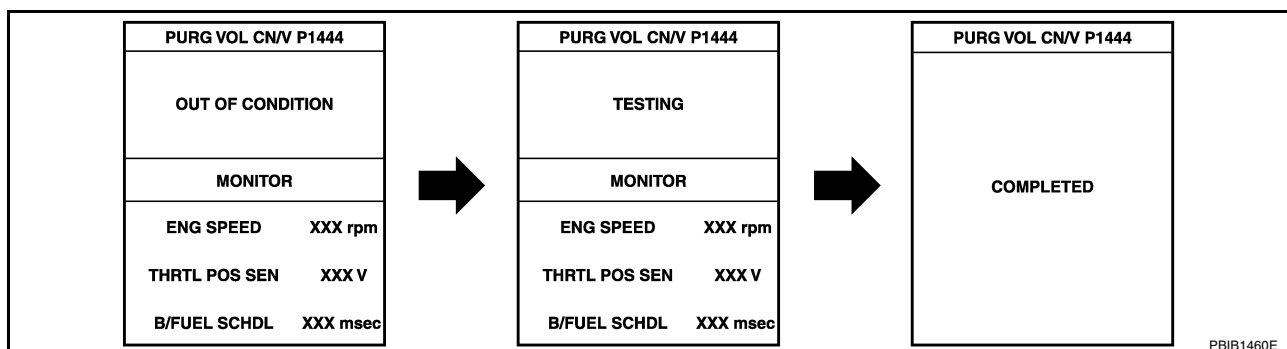 PURG VOL CN/V P1444
OUT OF CONDITION
MONITOR
ENG SPEED XXX rpm
THRTL POS SEN XXX V
B/FUEL SCHDL XXX msec
PURG VOL CN/V P1444
TESTING
MONITOR
ENG SPEED XXX rpm
THRTL POS SEN XXX V
B/FUEL SCHDL XXX msec
PURG VOL CN/V P1444
COMPLETED
PBIB1460E